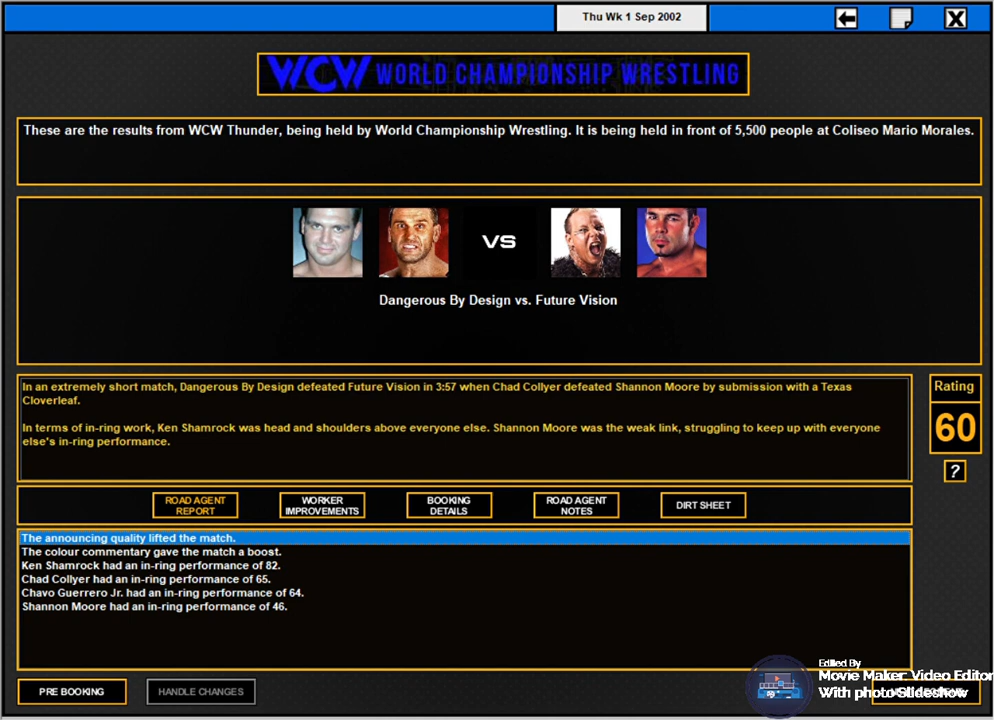 Thu Wk 1 Sep 2002
WCW WORLD CHAMPIONSHIP WRESTLING
These are the results from WCW Thunder, being held by World Championship Wrestling. It is being held in front of 5,500 people at Coliseo Mario Morales.
VS
Dangerous By Design vs. Future Vision
In an extremely short match, Dangerous By Design defeated Future Vision in 3:57 when Chad Collyer defeated Shannon Moore by submission with a Texas
Cloverleaf.
Rating
60
In terms of in-ring work, Ken Shamrock was head and shoulders above everyone else. Shannon Moore was the weak link, struggling to keep up with everyone
else's in-ring performance.
?
ROAD AGENT
REPORT
WORKER
IMPROVEMENTS
BOOKING
DETAILS
ROAD AGENT
NOTES
DIRT SHEET
The announcing quality lifted the match.
The colour commentary gave the match a boost.
Ken Shamrock had an in-ring performance of 82.
Chad Collyer had an in-ring performance of 65.
Chavo Guerrero Jr. had an in-ring performance of 64.
Shannon Moore had an in-ring performance of 46.
PRE BOOKING
HANDLE CHANGES
Edited By
Movie Maker: Video Editor
With photo Slideshow